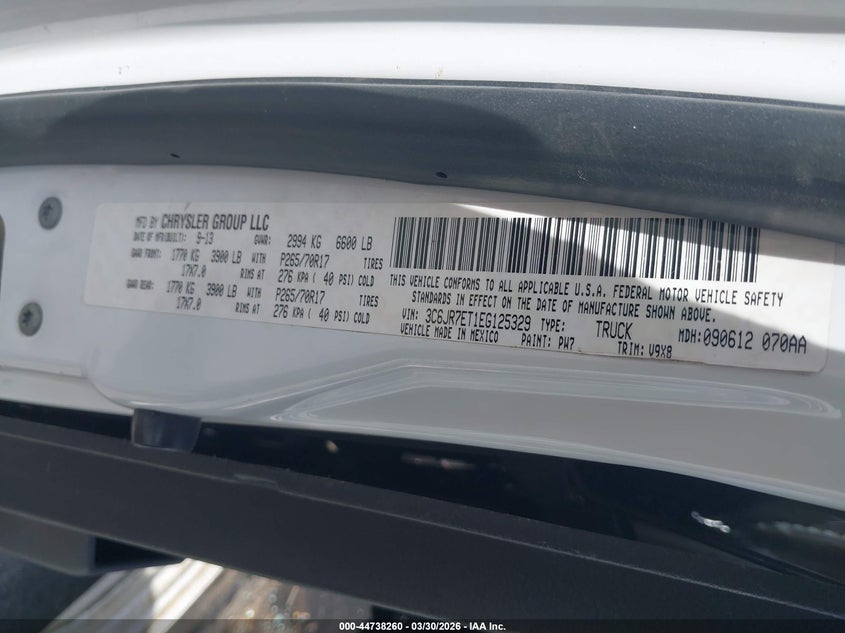 MFD BY CHRYSLER GROUP LLC
DATE OF MFR(BUILT): 9-13 GVWR: 2994 KG 6600 LB
GAWR FRONT: 1770 KG 3900 LB WITH P265/70R17 TIRES
17X7.0 RIMS AT 276 KPA ( 40 PSI) COLD
GAWR REAR: 1770 KG 3900 LB WITH P265/70R17 TIRES
17X7.0 RIMS AT 276 KPA ( 40 PSI) COLD
THIS VEHICLE CONFORMS TO ALL APPLICABLE U.S.A. FEDERAL MOTOR VEHICLE SAFETY
STANDARDS IN EFFECT ON THE DATE OF MANUFACTURE SHOWN ABOVE.
VIN: 3C6JR7ET1EG125329 TYPE: TRUCK MDH: 090612 070AA
VEHICLE MADE IN MEXICO PAINT: PW7 TRIM: V9X8
000-44738260 - 03/30/2026 - IAA Inc.